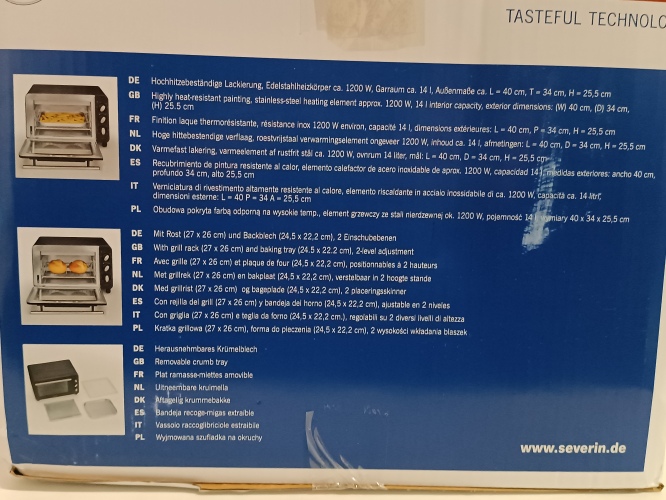 TASTEFUL TECHNOLO
DE Hochhitzebeständige Lackierung, Edelstahlheizkörper ca. 1200 W, Garraum ca. 14 l, Außenmaße ca. L = 40 cm, T = 34 cm, H = 25,5 cm
GB Highly heat-resistant painting, stainless-steel heating element approx. 1200 W, 14 l interior capacity, exterior dimensions: (W) 40 cm, (D) 34 cm,
(H) 25.5 cm
FR Finition laque thermorésistante, résistance inox 1200 W environ, capacité 14 l, dimensions extérieures: L = 40 cm, P = 34 cm, H = 25,5 cm
NL Hoge hittebestendige verflaag, roestvrijstaal verwarmingselement ongeveer 1200 W, inhoud ca. 14 l, afmetingen: L = 40 cm, D = 34 cm, H = 25,5 cm
DK Varmefast lakering, varmeelement af rustfrit stål ca. 1200 W, ovnrum 14 liter, mål: L = 40 cm, D = 34 cm, H = 25,5 cm
ES Recubrimiento de pintura resistente al calor, elemento calefactor de acero inoxidable de aprox. 1200 W, capacidad 14 l, medidas exteriores: ancho 40 cm,
profundo 34 cm, alto 25,5 cm
IT Verniciatura di rivestimento altamente resistente al calore, elemento riscaldante in acciaio inossidabile di ca. 1200 W, capacità ca. 14 litri,
dimensioni esterne: L = 40 P = 34 A = 25,5 cm
PL Obudowa pokryta farbą odporną na wysokie temp., element grzewczy ze stali nierdzewnej ok. 1200 W, pojemność 14 l, wymiary 40 x 34 x 25,5 cm
DE Mit Rost (27 x 26 cm) und Backblech (24,5 x 22,2 cm), 2 Einschubebenen
GB With grill rack (27 x 26 cm) and baking tray (24.5 x 22.2 cm), 2-level adjustment
FR Avec grille (27 x 26 cm) et plaque de four (24,5 x 22,2 cm), positionnables à 2 hauteurs
NL Met grillrek (27 x 26 cm) en bakplaat (24,5 x 22,2 cm), verstelbaar in 2 hoogte stande
DK Med grillrist (27 x 26 cm) og bageplade (24,5 x 22,2 cm), 2 placeringsskinner
ES Con rejilla del grill (27 x 26 cm) y bandeja del horno (24,5 x 22,2 cm), ajustable en 2 niveles
IT Con griglia (27 x 26 cm) e teglia da forno (24,5 x 22,2 cm.), regolabili su 2 diversi livelli di altezza
PL Kratka grillowa (27 x 26 cm), forma do pieczenia (24,5 x 22,2 cm), 2 wysokości wkładania blaszek
DE Herausnehmbares Krümelblech
GB Removable crumb tray
FR Plat ramasse-miettes amovible
NL Uitneembare kruimella
DK Aftagelig krummebakke
ES Bandeja recoge-migas extraíble
IT Vassoio raccoglibriciole estraibile
PL Wyjmowana szufladka na okruchy
www.severin.de